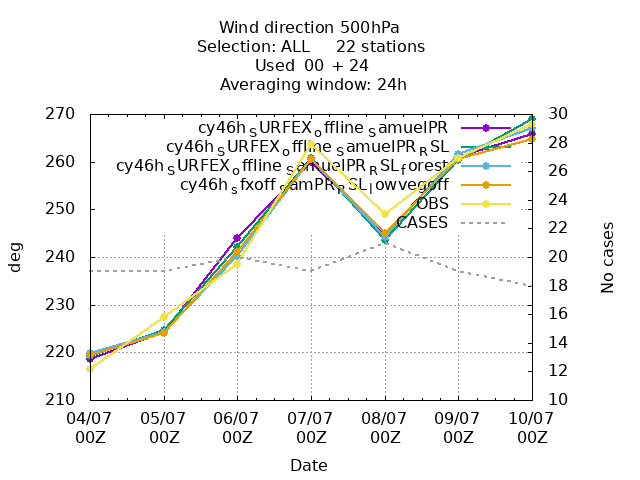 Wind direction 500hPa
Selection: ALL 22 stations
Used 00 + 24
Averaging window: 24h
270 30
cy46h_SURFEX_offline_SamuelPR
28
cy46h_SURFEX_offline_SamuelPR_RSL
260 26
cy46h_SURFEX_offline_SamuelPR_RSL_forest
cy46h_sfxoff_SamPR_RSL_lowvegoff
24
250 OBS
CASES 22
240 20
18
230 16
14
220 12
210 10
deg
No cases
04/07 05/07 06/07 07/07 08/07 09/07 10/07
00Z 00Z 00Z 00Z 00Z 00Z 00Z
Date